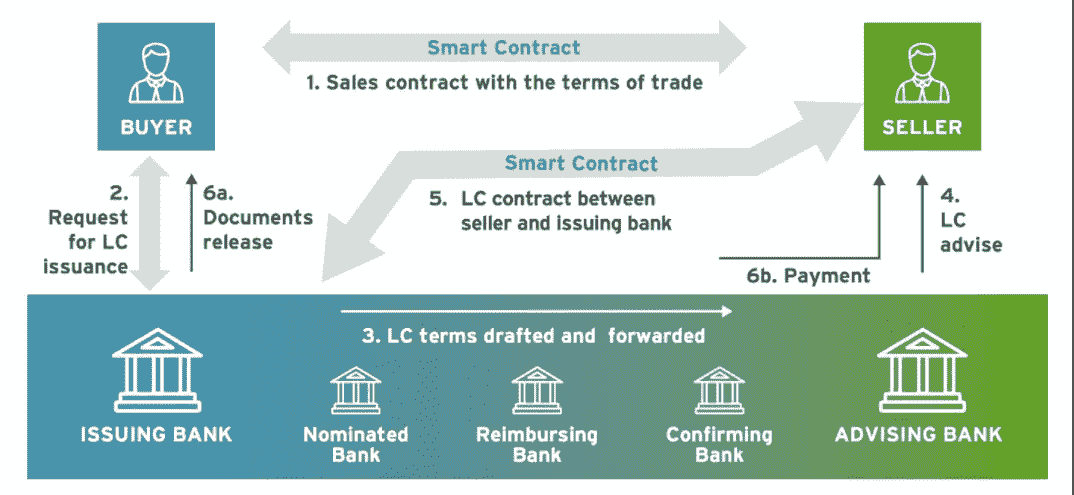 Smart Contract
1. Sales contract with the terms of trade
BUYER
SELLER
Smart Contract
2.
Request
for LC
issuance
6a.
Documents
release
5. LC contract between
seller and issuing bank
4.
LC
advise
6b. Payment
3. LC terms drafted and forwarded
ISSUING BANK
Nominated
Bank
Reimbursing
Bank
Confirming
Bank
ADVISING BANK